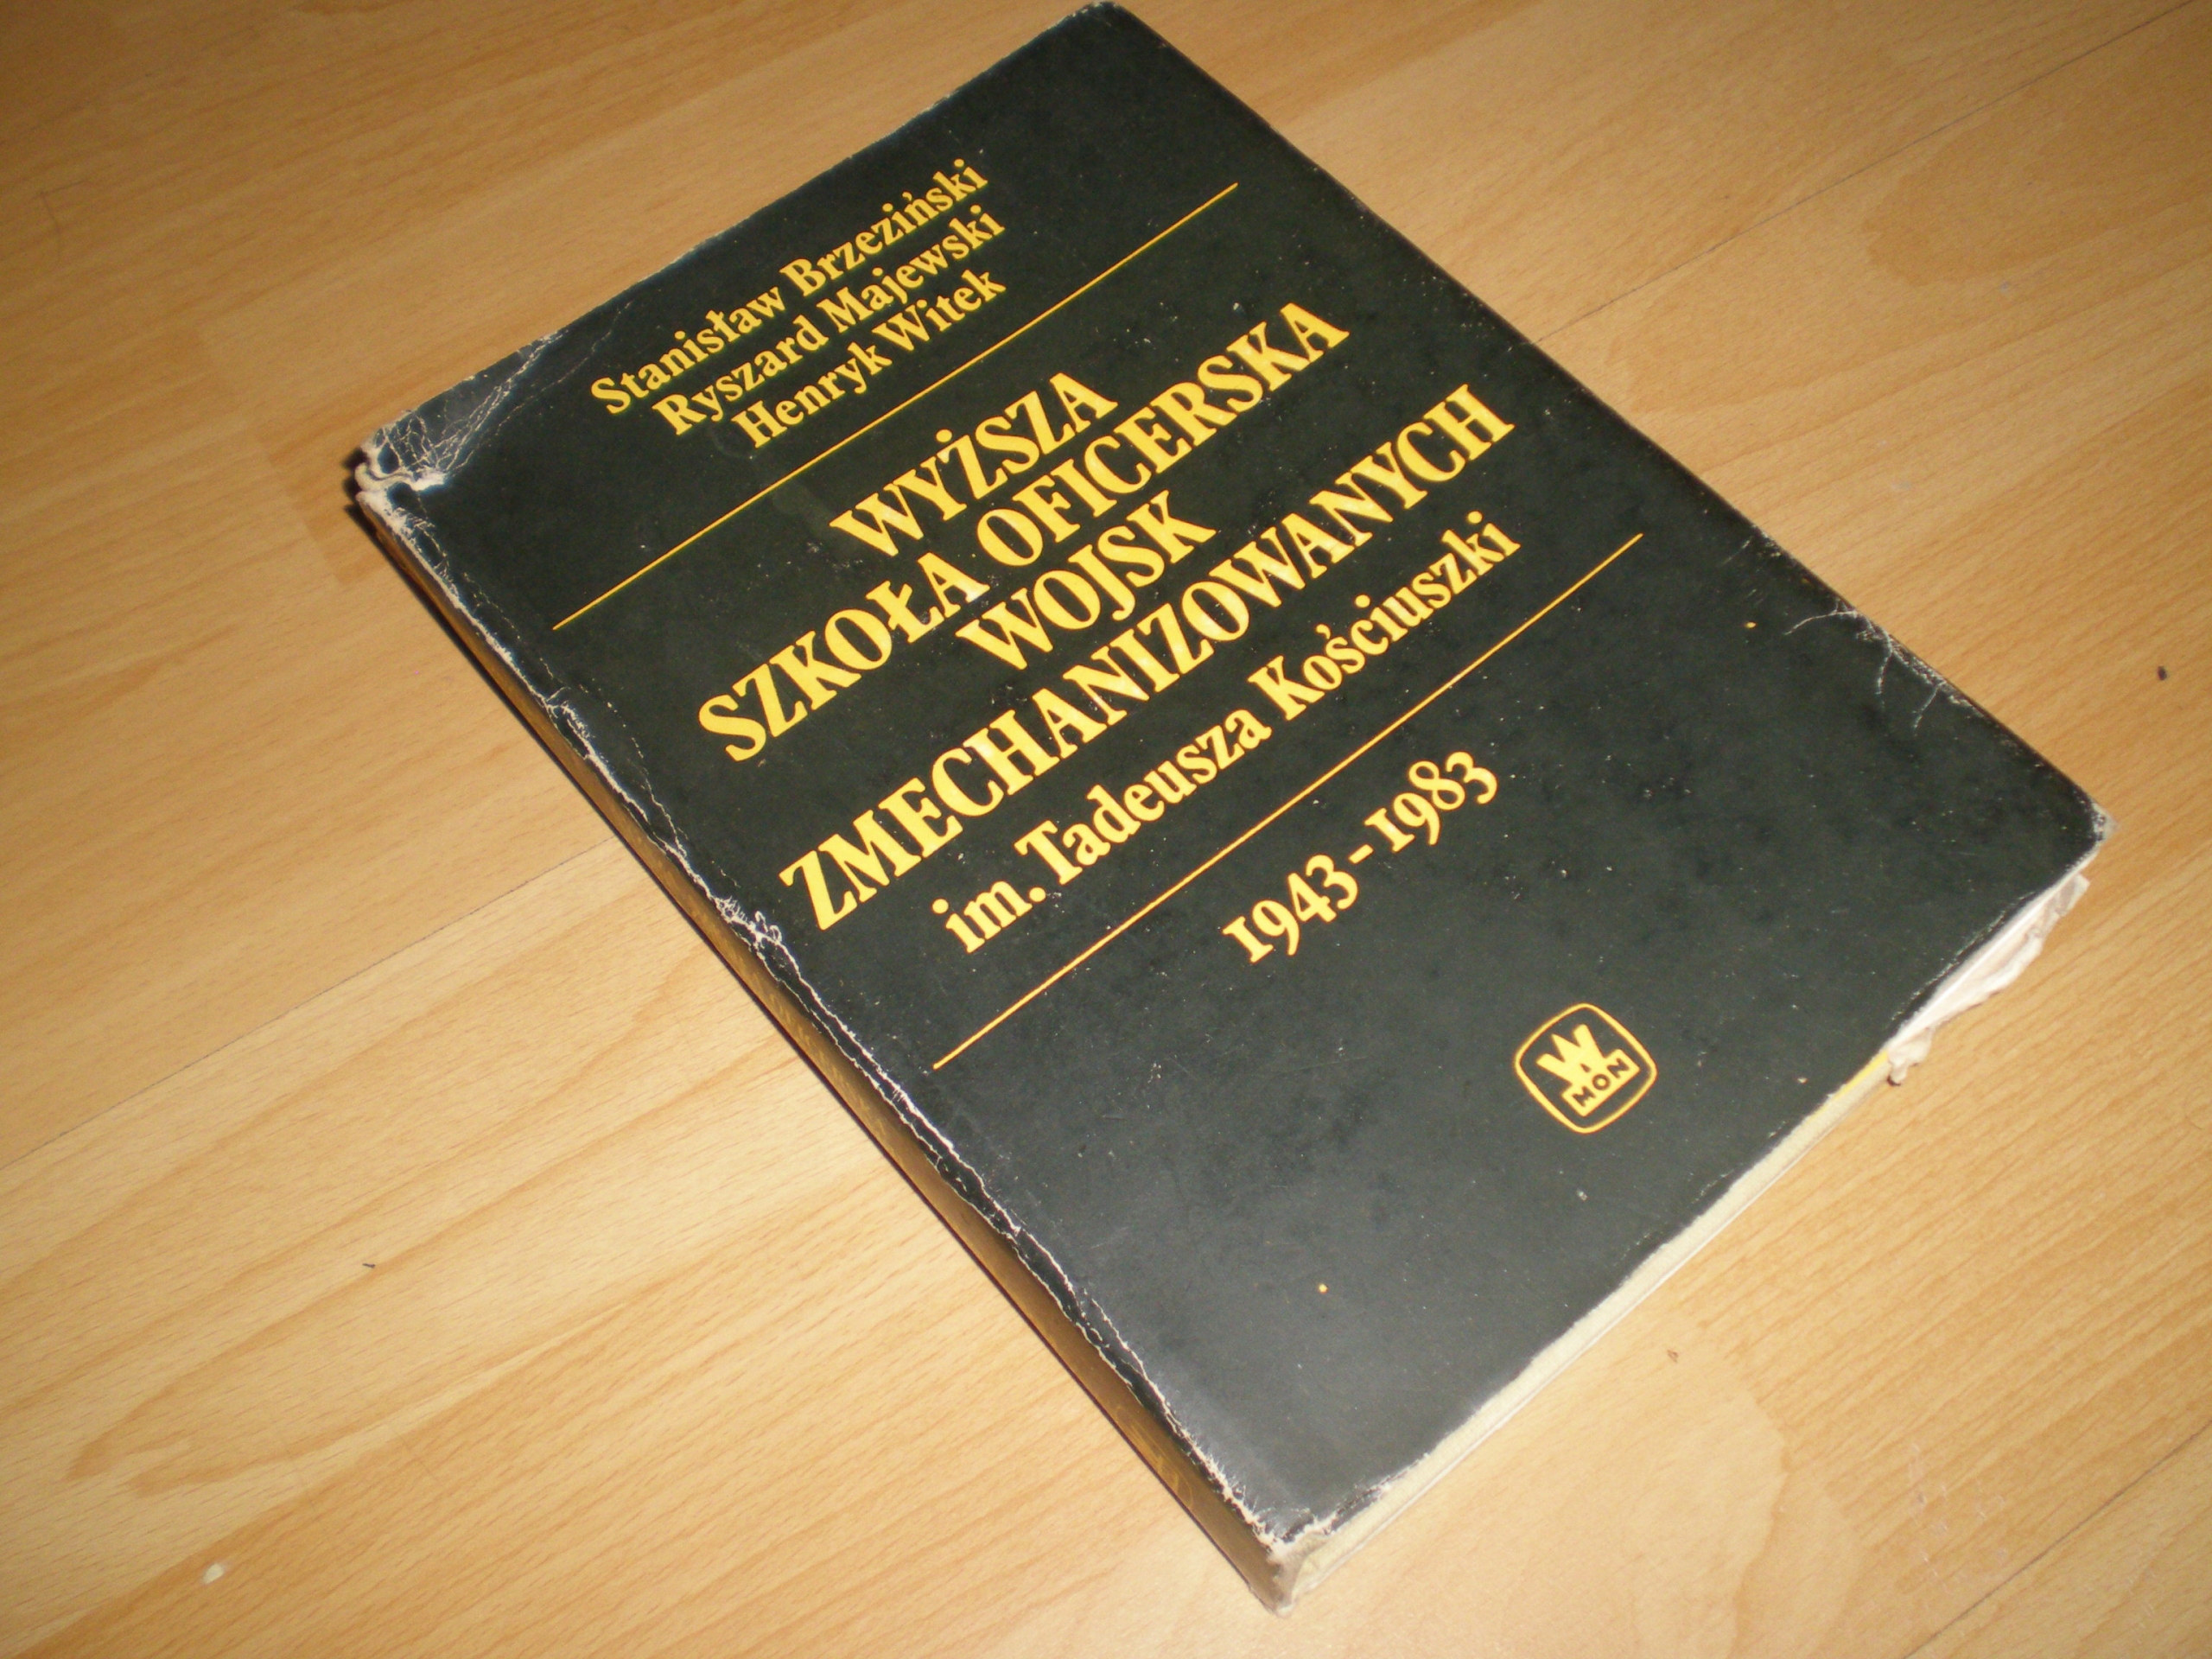 Stanisław Brzeziński
Ryszard Majewski
Henryk Witek
WYŻSZA
SZKOŁA OFICERSKA
WOJSK
ZMECHANIZOWANYCH
im. Tadeusza Kościuszki
1943-1983
W
MON